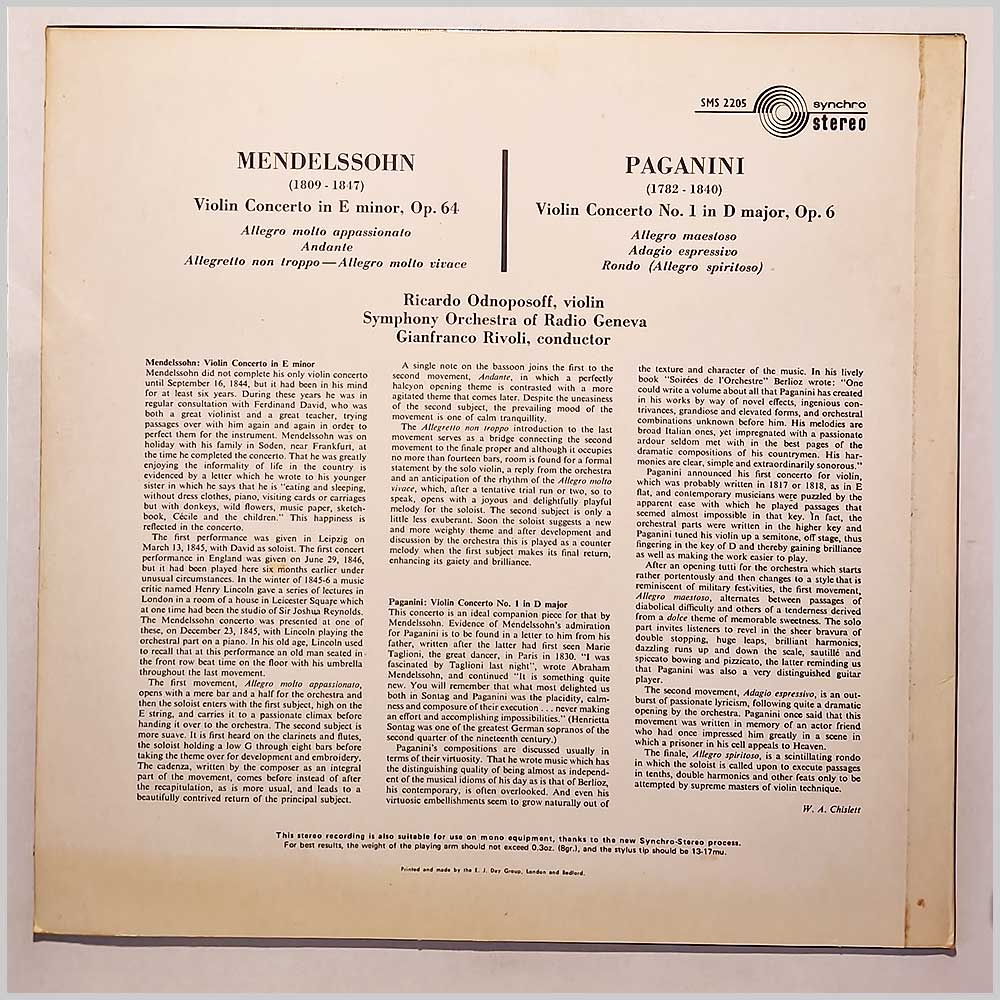 SMS 2205
synchro
stereo
MENDELSSOHN
(1809 - 1847)
Violin Concerto in E minor, Op. 64
Allegro molto appassionato
Andante
Allegretto non troppo—Allegro molto vivace
PAGANINI
(1782 - 1840)
Violin Concerto No. 1 in D major, Op. 6
Allegro maestoso
Adagio espressivo
Rondo (Allegro spiritoso)
Ricardo Odnoposoff, violin
Symphony Orchestra of Radio Geneva
Gianfranco Rivoli, conductor
Mendelssohn: Violin Concerto in E minor
Mendelssohn did not complete his only violin concerto
until September 16, 1844, but it had been in his mind
for at least six years. During these years he was in
regular consultation with Ferdinand David, who was
both a great violinist and a great teacher, trying
passages over with him again and again in order to
perfect them for the instrument. Mendelssohn was on
holiday with his family in Soden, near Frankfurt, at
the time he completed the concerto. That he was greatly
enjoying the informality of life in the country is
evidenced by a letter which he wrote to his younger
sister in which he says that he is "eating and sleeping,
without dress clothes, piano, visiting cards or carriages
but with donkeys, wild flowers, music paper, sketch-
book, Cécile and the children." This happiness is
reflected in the concerto.
The first performance was given in Leipzig on
March 13, 1845, with David as soloist. The first concert
performance in England was given on June 29, 1846,
but it had been played here six months earlier under
unusual circumstances. In the winter of 1845-6 a music
critic named Henry Lincoln gave a series of lectures in
London in a room of a house in Leicester Square which
at one time had been the studio of Sir Joshua Reynolds.
The Mendelssohn concerto was presented at one of
these, on December 23, 1845, with Lincoln playing the
orchestral part on a piano. In his old age, Lincoln used
to recall that at this performance an old man seated in
the front row beat time on the floor with his umbrella
throughout the last movement.
The first movement, Allegro molto appassionato,
opens with a mere bar and a half for the orchestra and
then the soloist enters with the first subject, high on the
E string, and carries it to a passionate climax before
handing it over to the orchestra. The second subject is
more suave. It is first heard on the clarinets and flutes,
the soloist holding a low G through eight bars before
taking the theme over for development and embroidery.
The cadenza, written by the composer as an integral
part of the movement, comes before instead of after
the recapitulation, as is more usual, and leads to a
beautifully contrived return of the principal subject.
A single note on the bassoon joins the first to the
second movement, Andante, in which a perfectly
halcyon opening theme is contrasted with a more
agitated theme that comes later. Despite the uneasiness
of the second subject, the prevailing mood of the
movement is one of calm tranquillity.
The Allegretto non troppo introduction to the last
movement serves as a bridge connecting the second
movement to the finale proper and although it occupies
no more than fourteen bars, room is found for a formal
statement by the solo violin, a reply from the orchestra
and an anticipation of the rhythm of the Allegro molto
vivace, which, after a tentative trial run or two, so to
speak, opens with a joyous and delightfully playful
melody for the soloist. The second subject is only a
little less exuberant. Soon the soloist suggests a new
and more weighty theme and after development and
discussion by the orchestra this is played as a counter
melody when the first subject makes its final return,
enhancing its gaiety and brilliance.
Paganini: Violin Concerto No. 1 in D major
This concerto is an ideal companion piece for that by
Mendelssohn. Evidence of Mendelssohn's admiration
for Paganini is to be found in a letter to him from his
father, written after the latter had first seen Marie
Taglioni, the great dancer, in Paris in 1830. "I was
fascinated by Taglioni last night", wrote Abraham
Mendelssohn, and continued "It is something quite
new. You will remember that what most delighted us
both in Sontag and Paganini was the placidity, calm-
ness and composure of their execution . . . never making
an effort and accomplishing impossibilities." (Henrietta
Sontag was one of the greatest German sopranos of the
second quarter of the nineteenth century.)
Paganini's compositions are discussed usually in
terms of their virtuosity. That he wrote music which has
the distinguishing quality of being almost as independ-
ent of the musical idioms of his day as is that of Berlioz,
his contemporary, is often overlooked. And even his
virtuosic embellishments seem to grow naturally out of
the texture and character of the music. In his lively
book "Soirées de l'Orchestre" Berlioz wrote: "One
could write a volume about all that Paganini has created
in his works by way of novel effects, ingenious con-
trivances, grandiose and elevated forms, and orchestral
combinations unknown before him. His melodies are
broad Italian ones, yet impregnated with a passionate
ardour seldom met with in the best pages of the
dramatic compositions of his countrymen. His har-
monies are clear, simple and extraordinarily sonorous."
Paganini announced his first concerto for violin,
which was probably written in 1817 or 1818, as in E
flat, and contemporary musicians were puzzled by the
apparent ease with which he played passages that
seemed almost impossible in that key. In fact, the
orchestral parts were written in the higher key and
Paganini tuned his violin up a semitone, off stage, thus
fingering in the key of D and thereby gaining brilliance
as well as making the work easier to play.
After an opening tutti for the orchestra which starts
rather portentously and then changes to a style that is
reminiscent of military festivities, the first movement,
Allegro maestoso, alternates between passages of
diabolical difficulty and others of a tenderness derived
from a dolce theme of memorable sweetness. The solo
part invites listeners to revel in the sheer bravura of
double stopping, huge leaps, brilliant harmonics,
dazzling runs up and down the scale, sautillé and
spiccato bowing and pizzicato, the latter reminding us
that Paganini was also a very distinguished guitar
player.
The second movement, Adagio espressivo, is an out-
burst of passionate lyricism, following quite a dramatic
opening by the orchestra. Paganini once said that this
movement was written in memory of an actor friend
who had once impressed him greatly in a scene in
which a prisoner in his cell appeals to Heaven.
The finale, Allegro spiritoso, is a scintillating rondo
in which the soloist is called upon to execute passages
in tenths, double harmonies and other feats only to be
attempted by supreme masters of violin technique.
W. A. Chislett
This stereo recording is also suitable for use on mono equipment, thanks to the new Synchro-Stereo process.
For best results, the weight of the playing arm should not exceed 0.3oz. (8gr.), and the stylus tip should be 13-17mu.
Printed and made by the E. J. Day Group, London and Bedford.